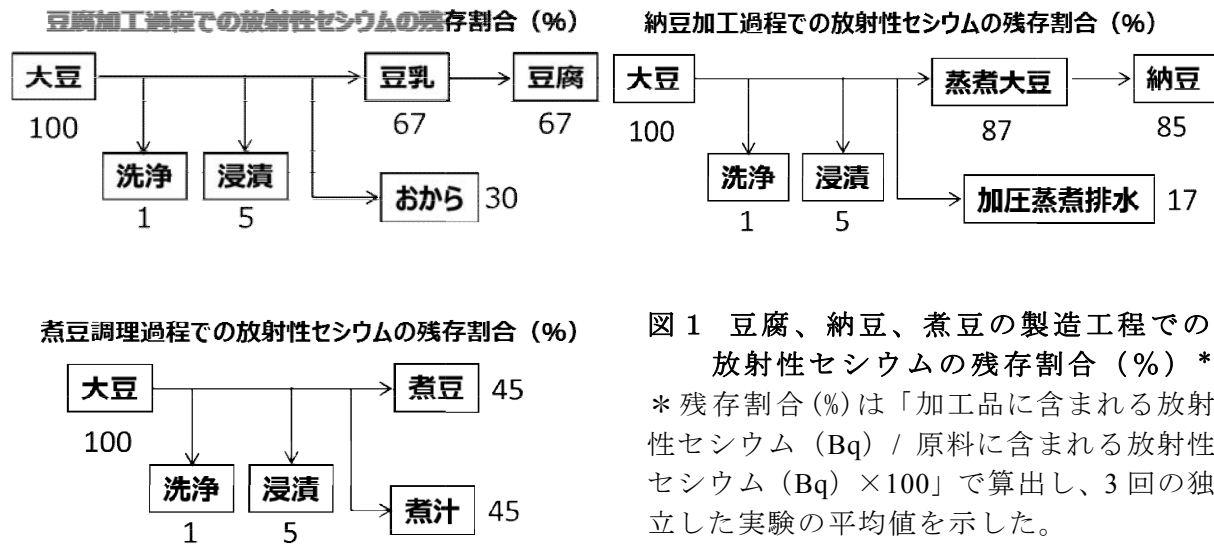 豆腐加工過程での放射性セシウムの残存割合（%）
大豆
豆乳
豆腐
100
67
67
洗浄
浸漬
おから
30
1
5
納豆加工過程での放射性セシウムの残存割合（%）
大豆
蒸煮大豆
納豆
100
87
85
洗浄
浸漬
加圧蒸煮排水
17
1
5
煮豆調理過程での放射性セシウムの残存割合（%）
大豆
煮豆
45
100
洗浄
浸漬
煮汁
45
1
5
図１ 豆腐、納豆、煮豆の製造工程での
放射性セシウムの残存割合（%）*
＊残存割合(%)は「加工品に含まれる放射
性セシウム（Bq）/ 原料に含まれる放射性
セシウム（Bq）×100」で算出し、3 回の独
立した実験の平均値を示した。